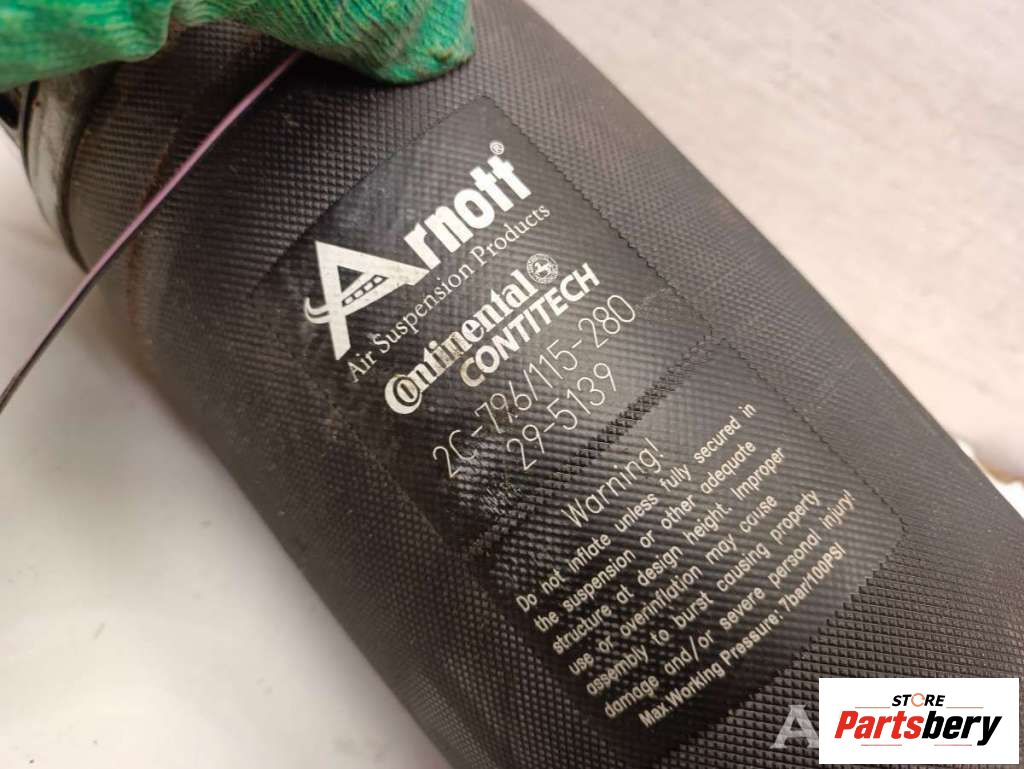 Arnott®
Air Suspension Products
Continental
CONTITECH
2C-796/115-280
29-5139
Warning!
Do not inflate unless fully secured in
the suspension or other adequate
structure at design height. Improper
use or overinflation may cause
assembly to burst causing property
damage and/or severe personal injury!
Max.Working Pressure: 7bar/100PSI
STORE
Partsbery